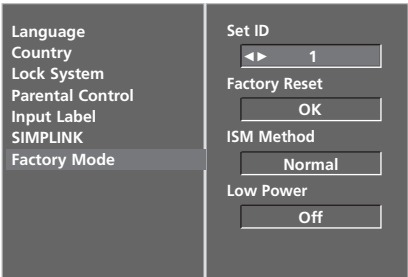 Language
Country
Lock System
Parental Control
Input Label
SIMPLINK
Factory Mode
Set ID
◄► 1
Factory Reset
OK
ISM Method
Normal
Low Power
Off